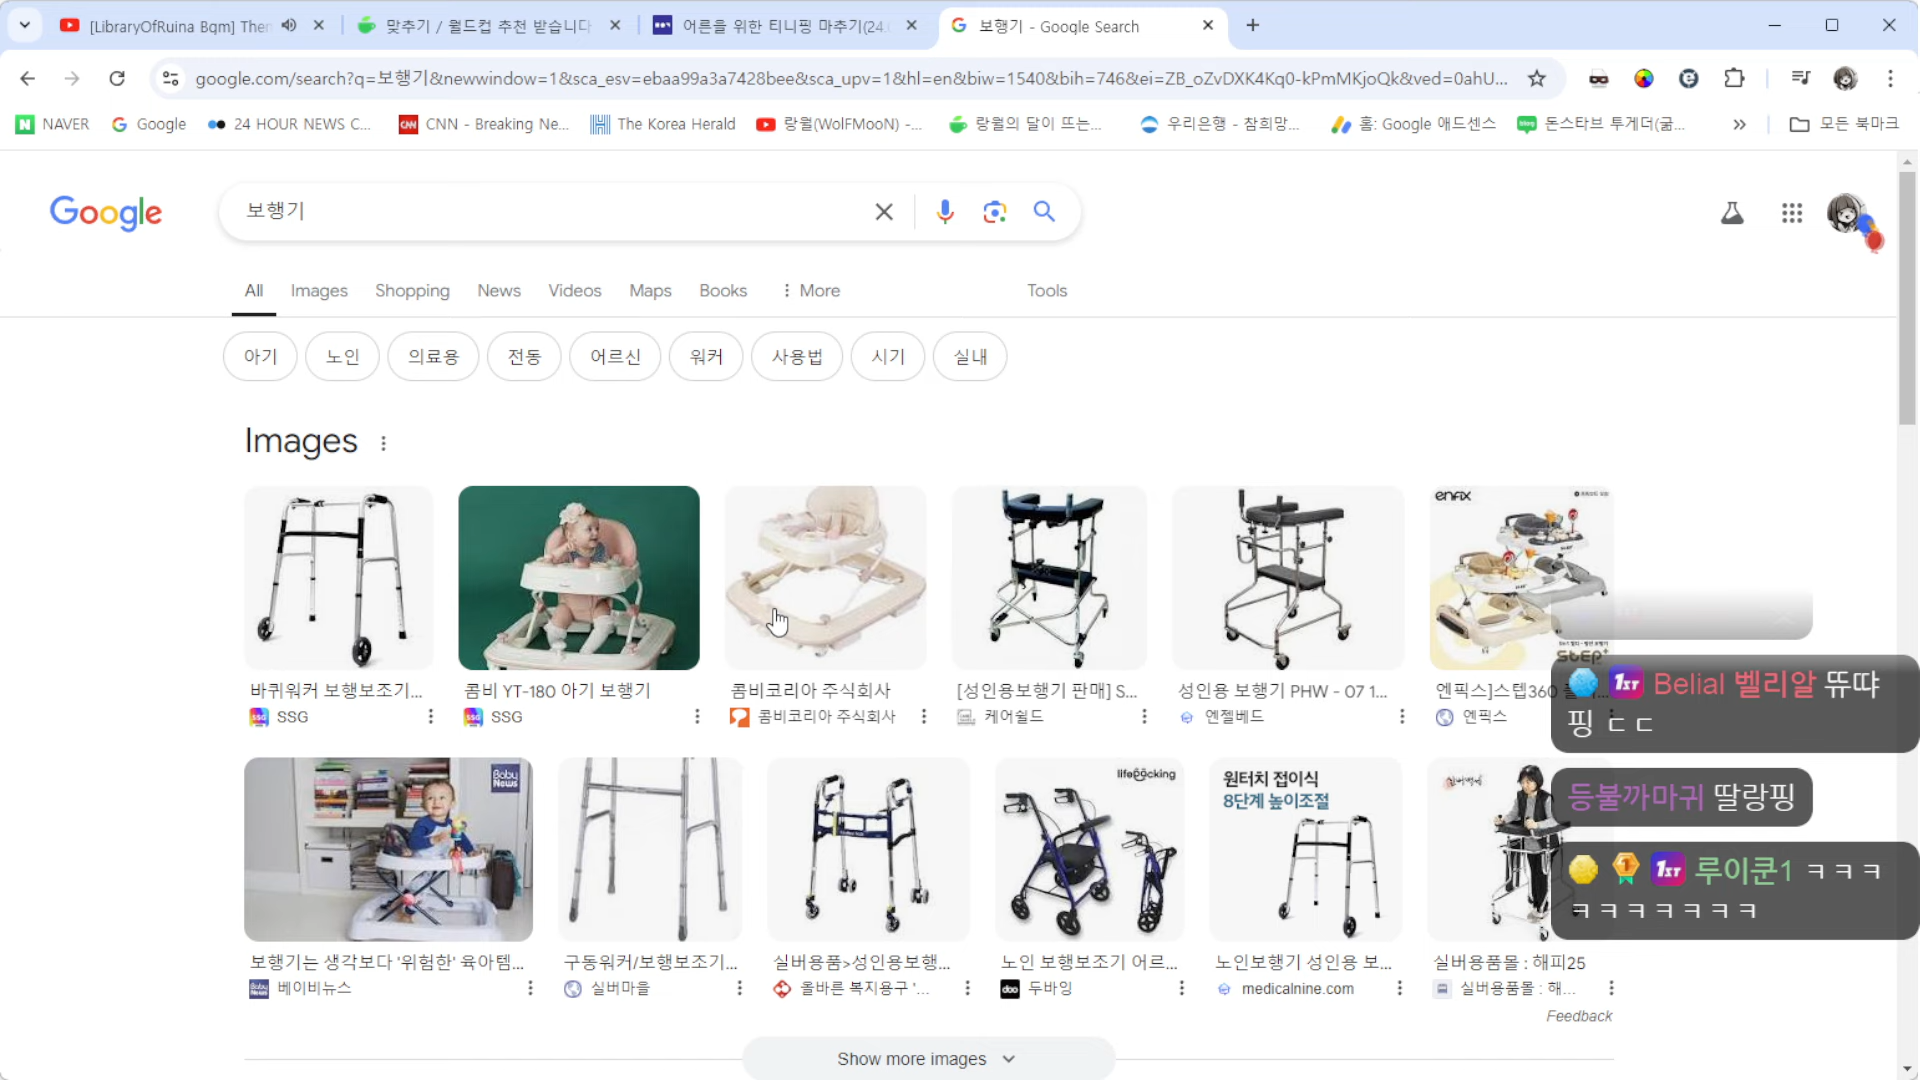 [LibraryOfRuina Bgm] Then
맞추기 / 월드컵 추천 받습니다
어른을 위한 티니핑 마추기(24.
보행기 - Google Search
google.com/search?q=보행기&newwindow=1&sca_esv=ebaa99a3a7428bee&sca_upv=1&hl=en&biw=1540&bih=746&ei=ZB_oZvDXK4Kq0-kPmMKjoQk&ved=0ahU...
NAVER
Google
24 HOUR NEWS C...
CNN - Breaking Ne...
The Korea Herald
랑월(WolFMooN) -...
랑월의 달이 뜨는...
우리은행 - 참희망...
홈: Google 애드센스
돈스타브 투게더(굶...
모든 북마크
Google
보행기
All
Images
Shopping
News
Videos
Maps
Books
More
Tools
아기
노인
의료용
전동
어르신
워커
사용법
시기
실내
Images
enfix
STEP+
바퀴워커 보행보조기...
콤비 YT-180 아기 보행기
콤비코리아 주식회사
[성인용보행기 판매] S...
성인용 보행기 PHW - 07 1...
엔픽스]스텝360
SSG
SSG
콤비코리아 주식회사
케어쉴드
엔젤베드
엔픽스
Belial 벨리알 뜌땨
핑 ㄷㄷ
등불까마귀 딸랑핑
루이쿤1 ㅋㅋㅋ
ㅋㅋㅋㅋㅋㅋㅋ
Baby News
lifedocking
원터치 접이식
8단계 높이조절
보행기는 생각보다 '위험한' 육아템...
구동워커/보행보조기...
실버용품>성인용보행...
노인 보행보조기 어르...
노인보행기 성인용 보...
실버용품몰 : 해피25
베이비뉴스
실버마을
올바른 복지용구 '...
두바잉
medicalnine.com
실버용품몰 : 해...
Feedback
Show more images